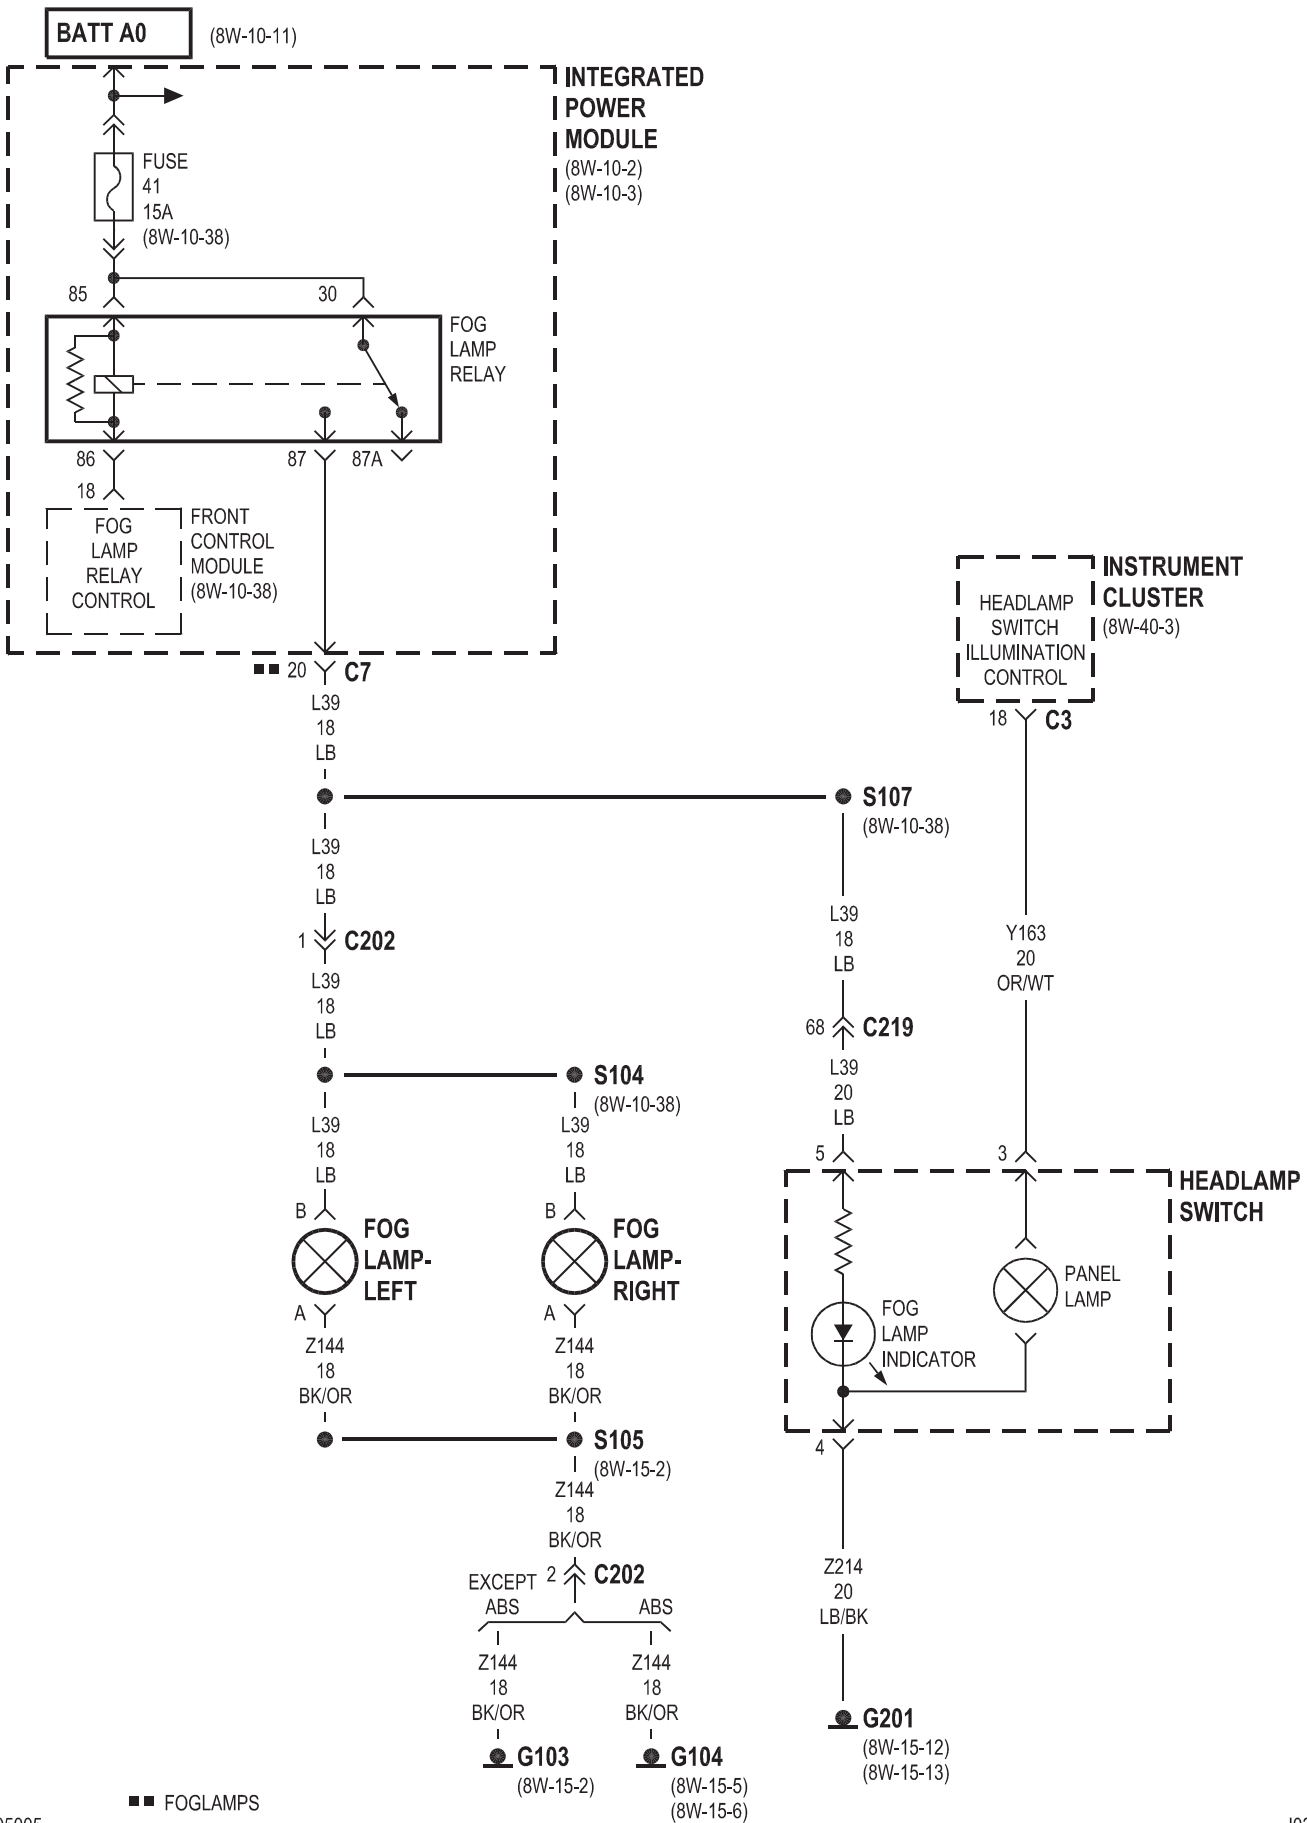 BATT A0 (8W-10-11)
INTEGRATED
POWER
MODULE
(8W-10-2)
(8W-10-3)
FUSE
41
15A
(8W-10-38)
85 30
FOG
LAMP
RELAY
86 87 87A
18
FOG
LAMP
RELAY
CONTROL
FRONT
CONTROL
MODULE
(8W-10-38)
INSTRUMENT
CLUSTER
(8W-40-3)
HEADLAMP
SWITCH
ILLUMINATION
CONTROL
20 C7
18 C3
L39
18
LB
S107
(8W-10-38)
L39
18
LB
1 C202
L39
18
LB
Y163
20
OR/WT
L39
18
LB
68 C219
L39
20
LB
S104
(8W-10-38)
L39
18
LB
L39
18
LB
5 3
HEADLAMP
SWITCH
B
FOG
LAMP-
LEFT
A
B
FOG
LAMP-
RIGHT
A
FOG
LAMP
INDICATOR
PANEL
LAMP
Z144
18
BK/OR
Z144
18
BK/OR
S105
(8W-15-2)
4
Z144
18
BK/OR
2 C202
EXCEPT
ABS
ABS
Z214
20
LB/BK
Z144
18
BK/OR
Z144
18
BK/OR
G201
(8W-15-12)
(8W-15-13)
G103
(8W-15-2)
G104
(8W-15-5)
(8W-15-6)
FOGLAMPS